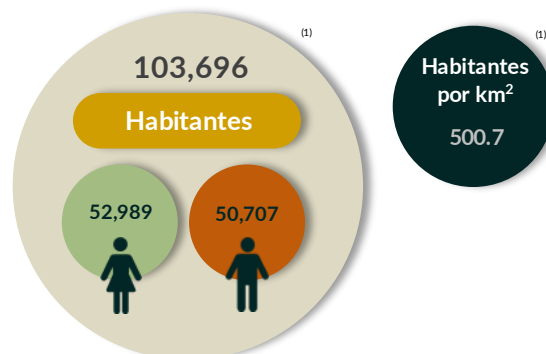 (1)
103,696
Habitantes
52,989
50,707
(1)
Habitantes
por km²
500.7